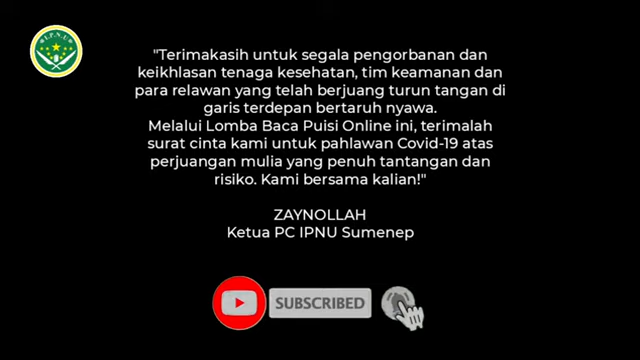 I.P.N.U
"Terimakasih untuk segala pengorbanan dan
keikhlasan tenaga kesehatan, tim keamanan dan
para relawan yang telah berjuang turun tangan di
garis terdepan bertaruh nyawa.
Melalui Lomba Baca Puisi Online ini, terimalah
surat cinta kami untuk pahlawan Covid-19 atas
perjuangan mulia yang penuh tantangan dan
risiko. Kami bersama kalian!"
ZAYNOLLAH
Ketua PC IPNU Sumenep
SUBSCRIBED